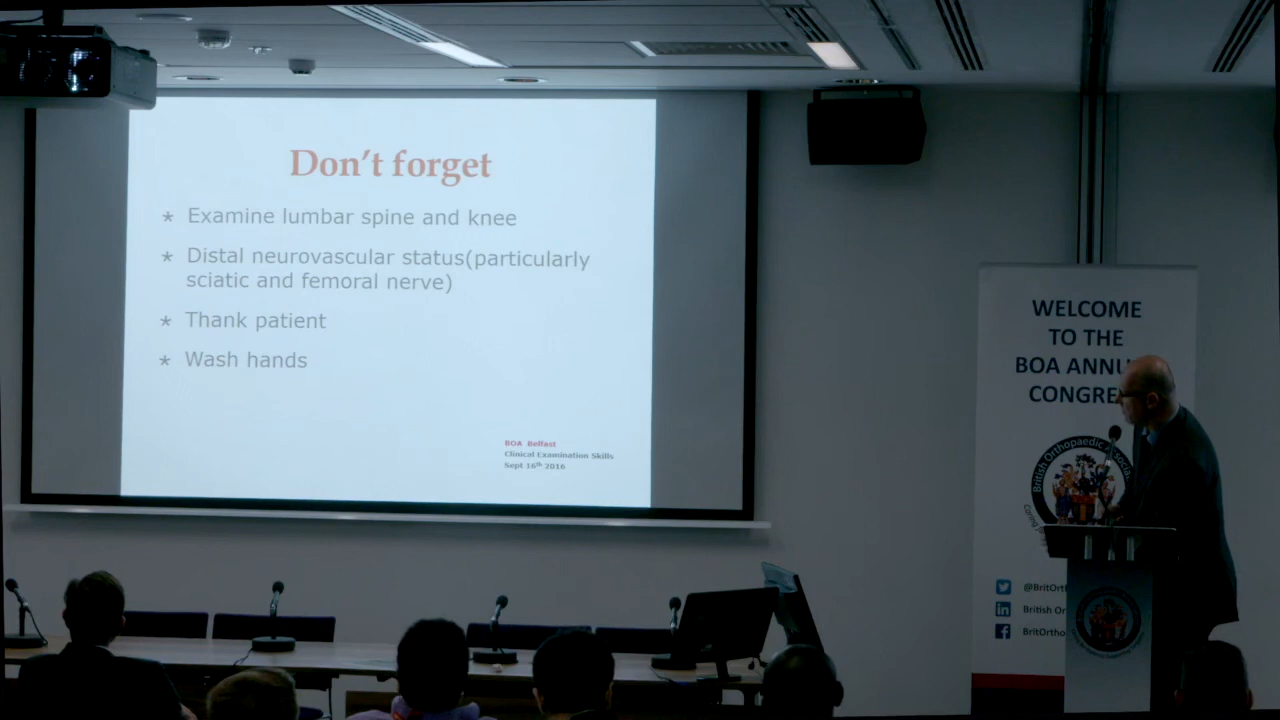 Don't forget
* Examine lumbar spine and knee
* Distal neurovascular status(particularly
sciatic and femoral nerve)
* Thank patient
* Wash hands
BOA Belfast
Clinical Examination Skills
Sept 16th 2016
WELCOME
TO THE
BOA ANNU
CONGRE
British Orthopaedic
@BritOrt
British Or
BritOrtho